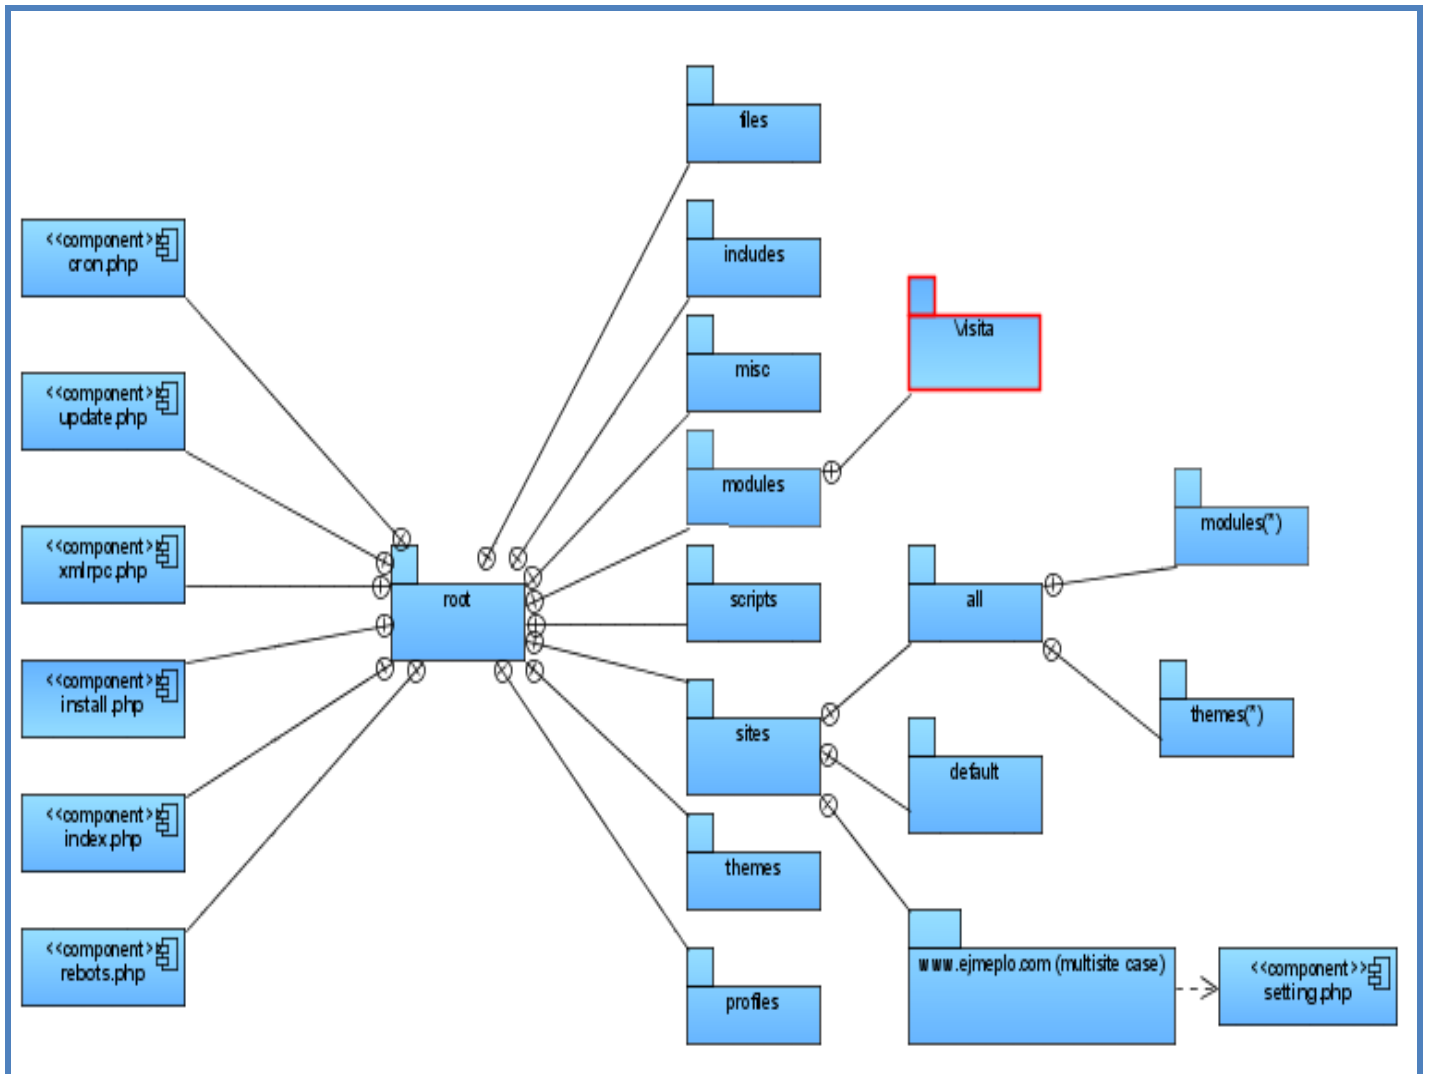 files
<<component>>
cron.php
includes
Visita
misc
<<component>>
update.php
modules
modules(*)
<<component>>
xmlrpc.php
root
scripts
all
<<component>>
install.php
themes(*)
sites
default
<<component>>
index.php
themes
<<component>>
rebots.php
www.ejmeplo.com (multisite case)
<<component>>
setting.php
profiles